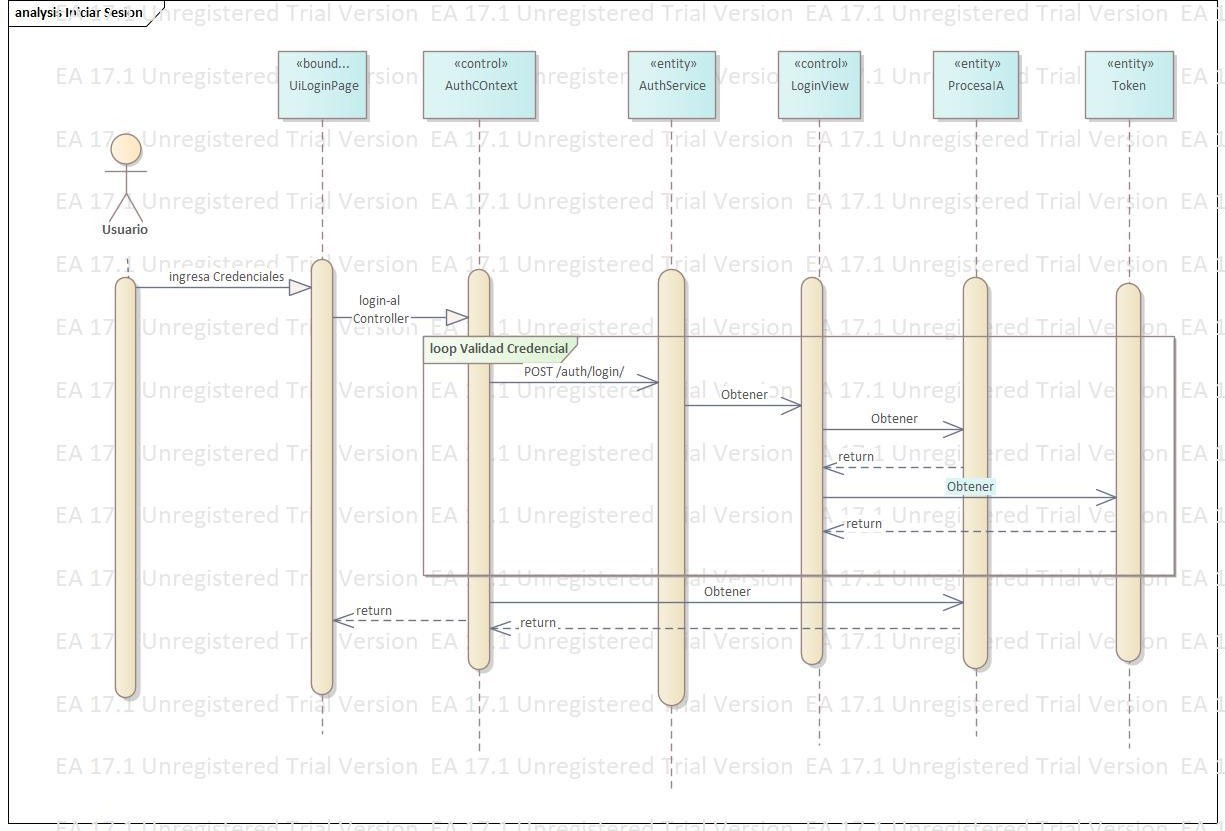 analysis Iniciar Sesion
«bound...
UiLoginPage
«control»
AuthCOntext
«entity»
AuthService
«control»
LoginView
«entity»
ProcesaIA
«entity»
Token
Usuario
ingresa Credenciales
login-al
Controller
loop Validad Credencial
POST /auth/login/
Obtener
Obtener
return
Obtener
return
Obtener
return
return
EA 17.1 Unregistered Trial Version